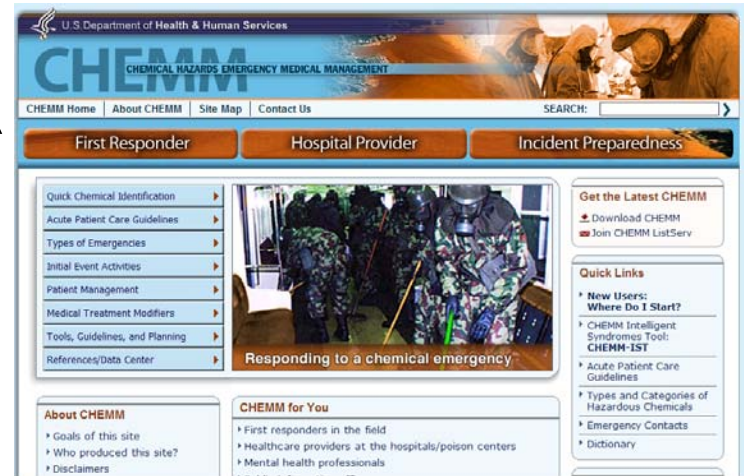 U.S. Department of Health & Human Services
CHEMM
CHEMICAL HAZARDS EMERGENCY MEDICAL MANAGEMENT
CHEMM Home About CHEMM Site Map Contact Us SEARCH:
First Responder Hospital Provider Incident Preparedness
Quick Chemical Identification
Acute Patient Care Guidelines
Types of Emergencies
Initial Event Activities
Patient Management
Medical Treatment Modifiers
Tools, Guidelines, and Planning
References/Data Center
Responding to a chemical emergency
Get the Latest CHEMM
Download CHEMM
Join CHEMM ListServ
Quick Links
New Users:
Where Do I Start?
CHEMM Intelligent
Syndromes Tool:
CHEMM-IST
Acute Patient Care
Guidelines
Types and Categories of
Hazardous Chemicals
Emergency Contacts
Dictionary
About CHEMM
Goals of this site
Who produced this site?
Disclaimers
CHEMM for You
First responders in the field
Healthcare providers at the hospitals/poison centers
Mental health professionals